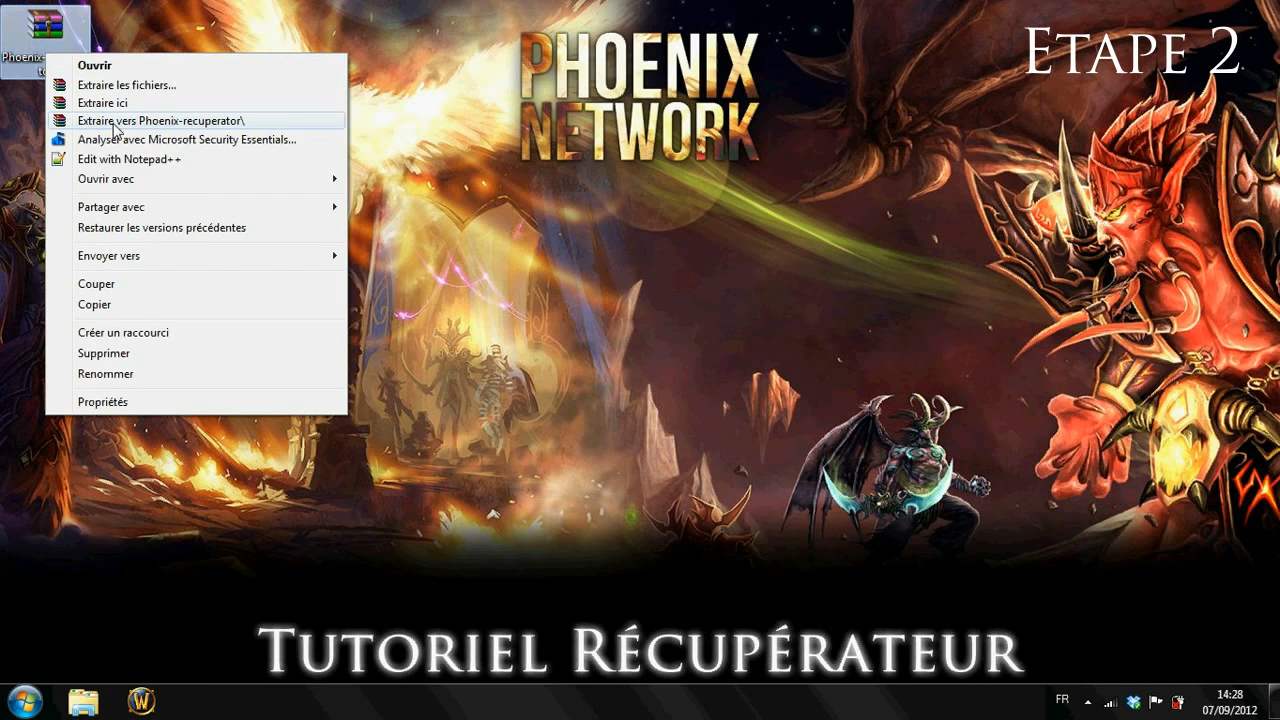 Phoenix-
to
Ouvrir
Extraire les fichiers...
Extraire ici
Extraire vers Phoenix-recuperator\
Analyser avec Microsoft Security Essentials...
Edit with Notepad++
Ouvrir avec
Partager avec
Restaurer les versions précédentes
Envoyer vers
Couper
Copier
Créer un raccourci
Supprimer
Renommer
Propriétés
PHOENIX
NETWORK
ETAPE 2
TUTORIEL RÉCUPÉRATEUR
W
FR
14:28
07/09/2012